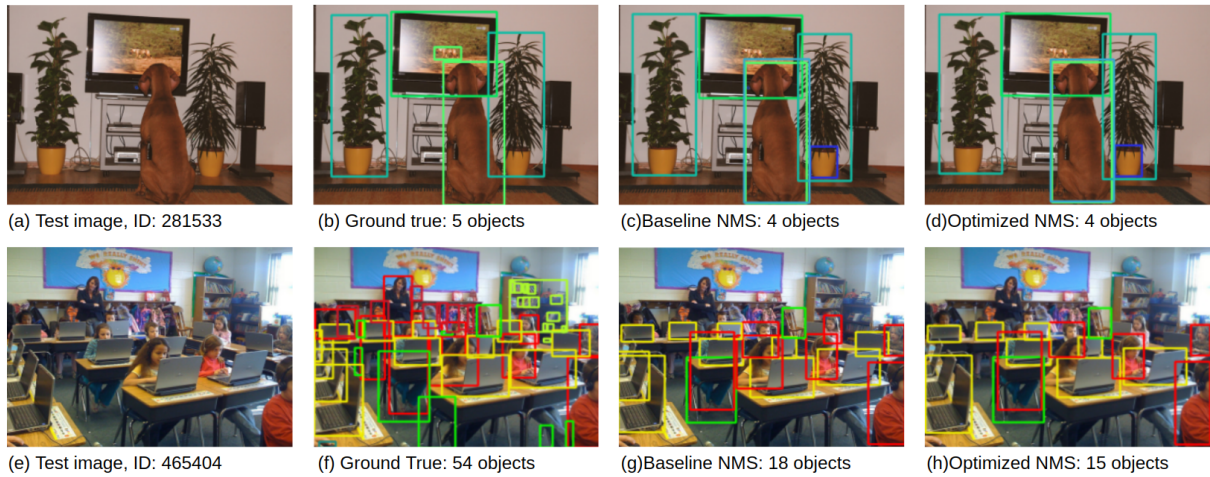 (a) Test image, ID: 281533
(b) Ground true: 5 objects
(c)Baseline NMS: 4 objects
(d)Optimized NMS: 4 objects
(e) Test image, ID: 465404
(f) Ground True: 54 objects
(g)Baseline NMS: 18 objects
(h)Optimized NMS: 15 objects